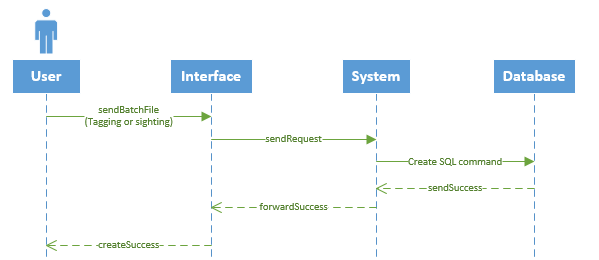 User
Interface
System
Database
sendBatchFile
(Tagging or sighting)
sendRequest
Create SQL command
sendSuccess
forwardSuccess
createSuccess